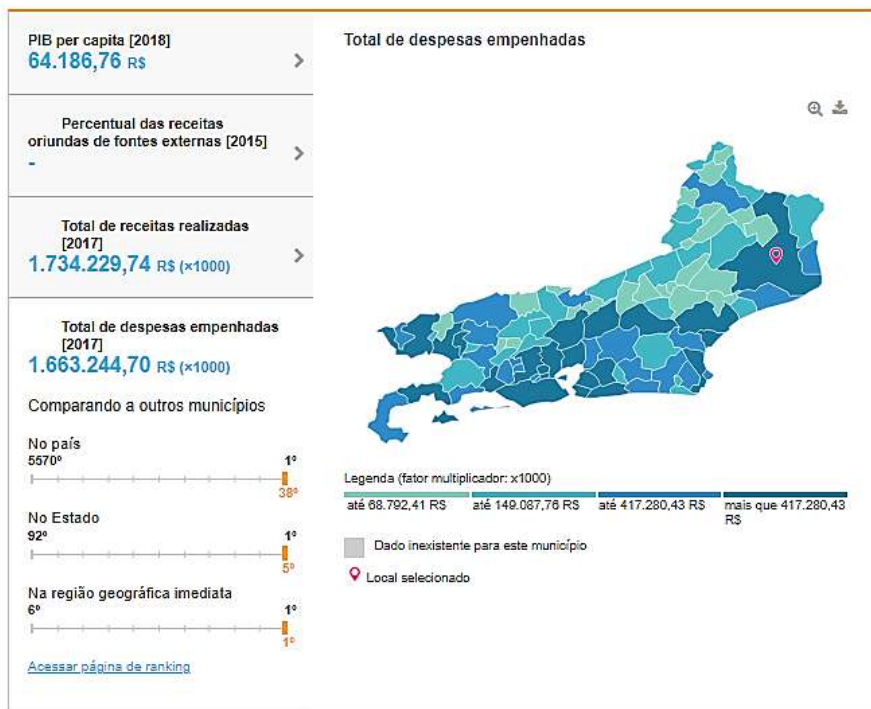 PIB per capita [2018]
64.186,76 R$
Percentual das receitas
oriundas de fontes externas [2015]
-
Total de receitas realizadas
[2017]
1.734.229,74 R$ (×1000)
Total de despesas empenhadas
[2017]
1.663.244,70 R$ (×1000)
Comparando a outros municípios
No país
5570º 1º
38º
No Estado
92º 1º
5º
Na região geográfica imediata
6º 1º
1º
Acessar página de ranking
Total de despesas empenhadas
Legenda (fator multiplicador: x1000)
até 68.792,41 R$ até 149.087,76 R$ até 417.280,43 R$ mais que 417.280,43
R$
Dado inexistente para este município
Local selecionado